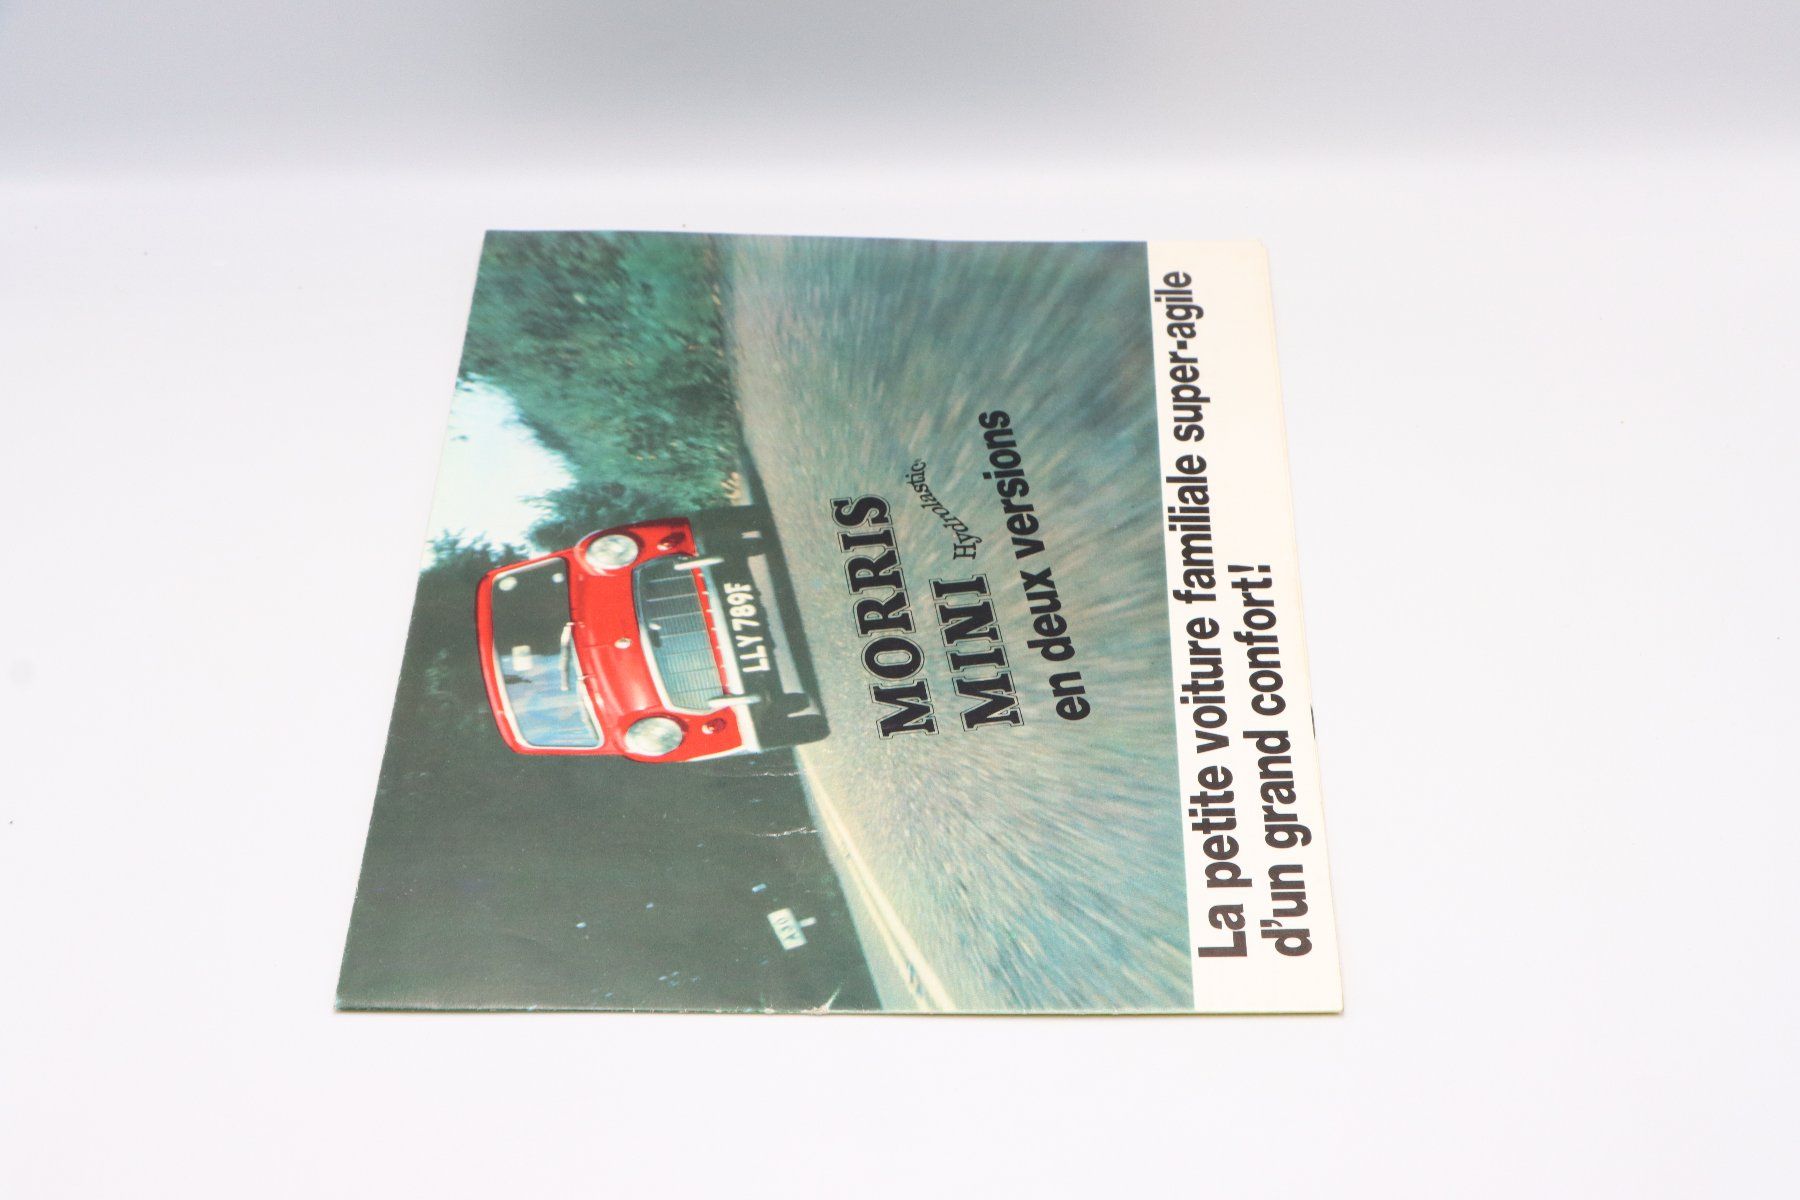 LLY 789F
MORRIS
MINI Hydrolastic
en deux versions
La petite voiture familiale super-agile
d'un grand confort!